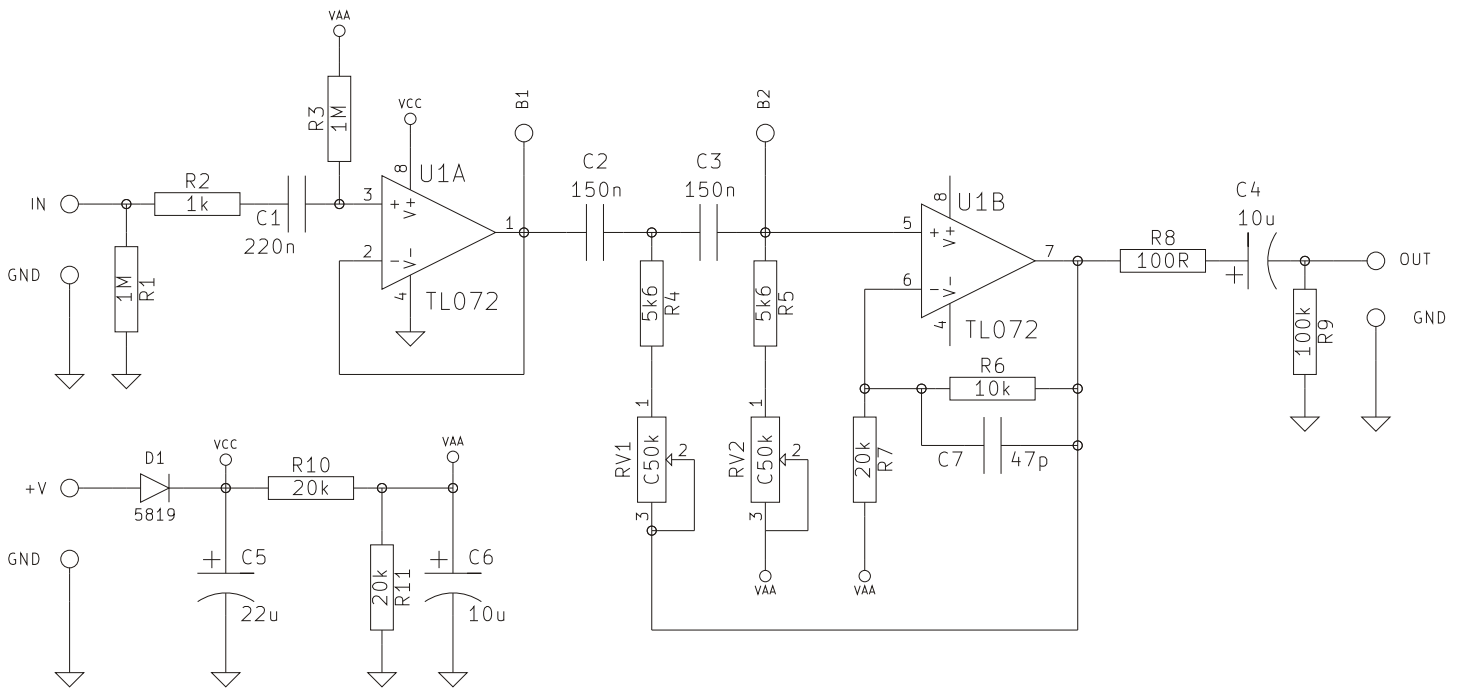 VAA
R3
1M
VCC
8
U1A
B1
B2
IN
R2
1k
C1
220n
3
+
V+
2
−
V-
1
4
TL072
GND
1M
R1
C2
150n
C3
150n
5k6
R4
5k6
R5
8
U1B
5
+
V+
6
−
V-
7
4
TL072
R8
100R
C4
10u
+
OUT
GND
100k
R9
R6
10k
C7
47p
20k
R7
VAA
1
RV1
C50k
2
3
1
RV2
C50k
2
3
VAA
+V
D1
5819
VCC
R10
20k
VAA
GND
+
C5
22u
20k
R11
+
C6
10u